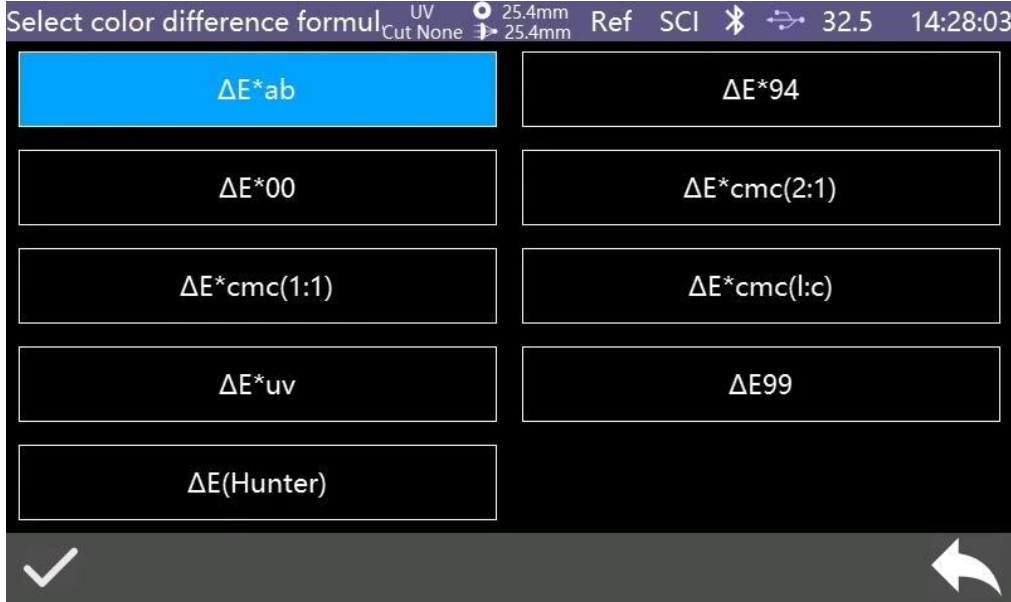 Select color difference formul UV Cut None 25.4mm 25.4mm Ref SCI 32.5 14:28:03
ΔE*ab
ΔE*94
ΔE*00
ΔE*cmc(2:1)
ΔE*cmc(1:1)
ΔE*cmc(l:c)
ΔE*uv
ΔE99
ΔE(Hunter)